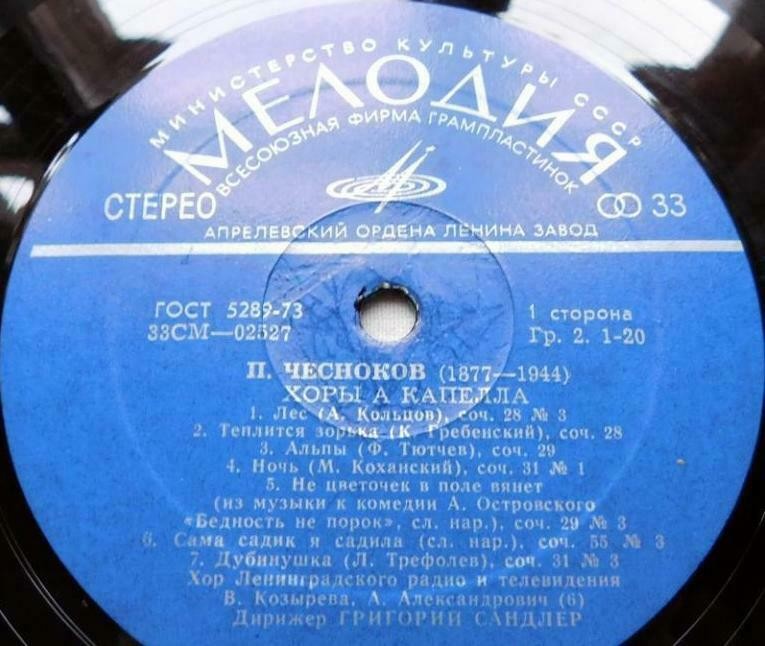 МИНИСТЕРСТВО КУЛЬТУРЫ СССР
МЕЛОДИЯ
ВСЕСОЮЗНАЯ ФИРМА ГРАМПЛАСТИНОК
СТЕРЕО 33
АПРЕЛЕВСКИЙ ОРДЕНА ЛЕНИНА ЗАВОД
ГОСТ 5289-73 1 сторона
33СМ—02527 Гр. 2. 1-20
П. ЧЕСНОКОВ (1877—1944)
ХОРЫ А КАПЕЛЛА
1. Лес (А. Кольцов), соч. 28 № 3
2. Теплится зорька (К. Гребенский), соч. 28
3. Альпы (Ф. Тютчев), соч. 29
4. Ночь (М. Коханский), соч. 31 № 1
5. Не цветочек в поле вянет
(из музыки к комедии А. Островского
«Бедность не порок», сл. нар.), соч. 29 № 3
6. Сама садик я садила (сл. нар.), соч. 55 № 3
7. Дубинушка (Л. Трефолев), соч. 31 № 3
Хор Ленинградского радио и телевидения
В. Козырева, А. Александрович (6)
Дирижер ГРИГОРИЙ САНДЛЕР